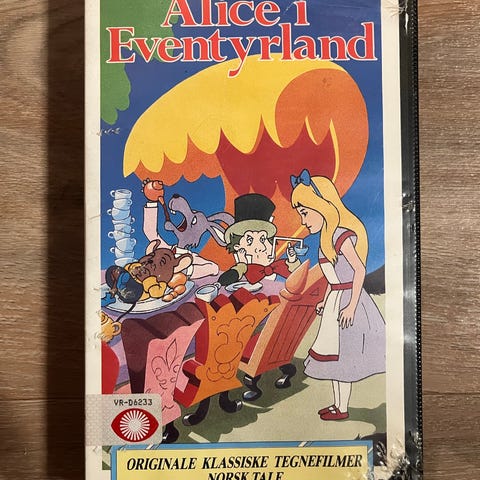 Alice i
Eventyrland
VR-D6233
ORIGINALE KLASSISKE TEGNEFILMER
NORSK TALE